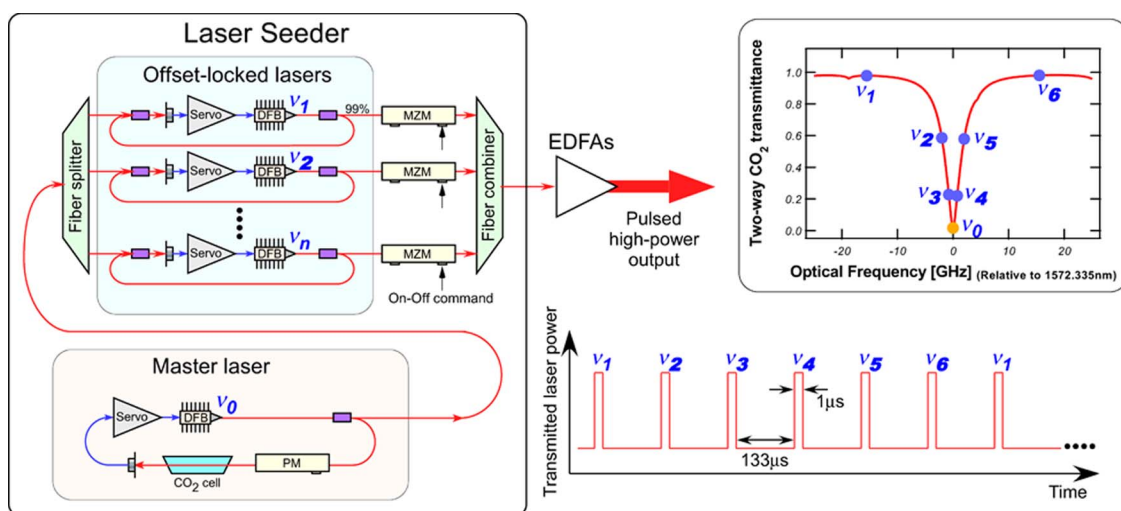 Laser Seeder
Offset-locked lasers
Fiber splitter
Servo
DFB
ν1
99%
MZM
Servo
DFB
ν2
MZM
Servo
DFB
νn
MZM
On-Off command
Fiber combiner
Master laser
Servo
DFB
ν0
PM
CO2 cell
EDFAs
Pulsed
high-power
output
Two-way CO2 transmittance
1.0
0.8
0.6
0.4
0.2
0.0
ν1
ν2
ν3
ν4
ν5
ν6
ν0
-20 -10 0 10 20
Optical Frequency [GHz] (Relative to 1572.335nm)
Transmitted laser power
ν1 ν2 ν3 ν4 ν5 ν6 ν1
1μs
133μs
Time